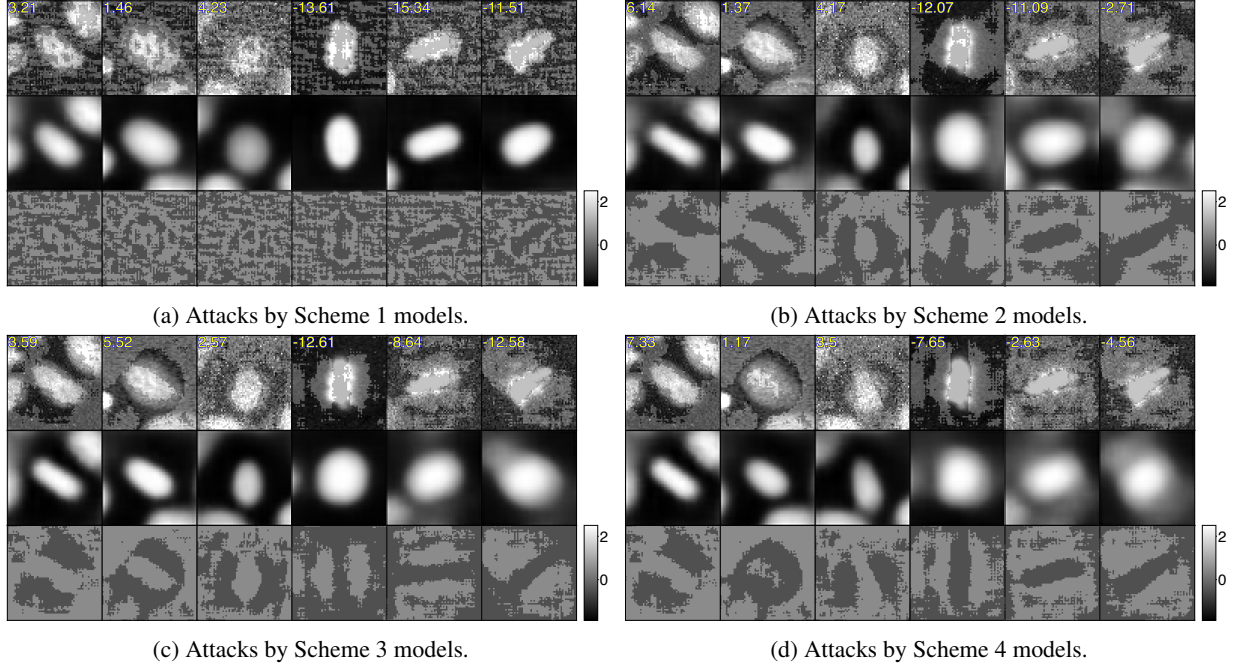 3.21 1.46 4.23 -13.61 -15.34 -11.51
2
0
(a) Attacks by Scheme 1 models.
6.14 1.37 4.17 -12.07 -11.09 -2.71
2
0
(b) Attacks by Scheme 2 models.
3.59 5.52 2.57 -12.61 -8.64 -12.58
2
0
(c) Attacks by Scheme 3 models.
7.33 1.17 -7.65 -2.63 -4.56
2
0
(d) Attacks by Scheme 4 models.